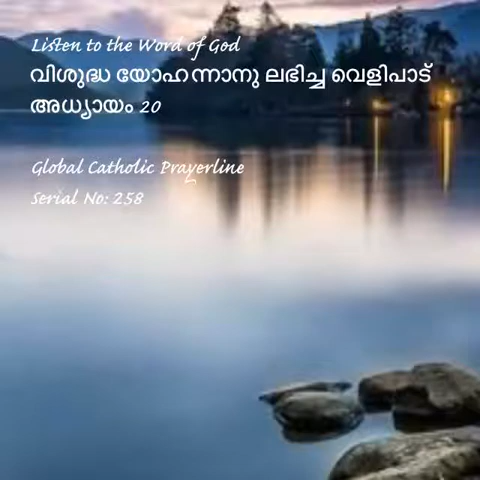 Listen to the Word of God
വിശുദ്ധ യോഹന്നാനു ലഭിച്ച വെളിപാട്
അധ്യായം 20
Global Catholic Prayerline
Serial No: 258